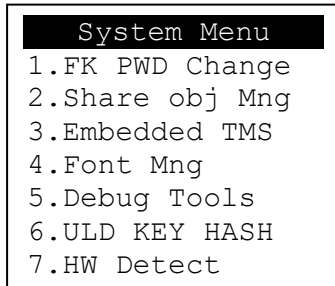 System Menu
1.FK PWD Change
2.Share obj Mng
3.Embedded TMS
4.Font Mng
5.Debug Tools
6.ULD KEY HASH
7.HW Detect